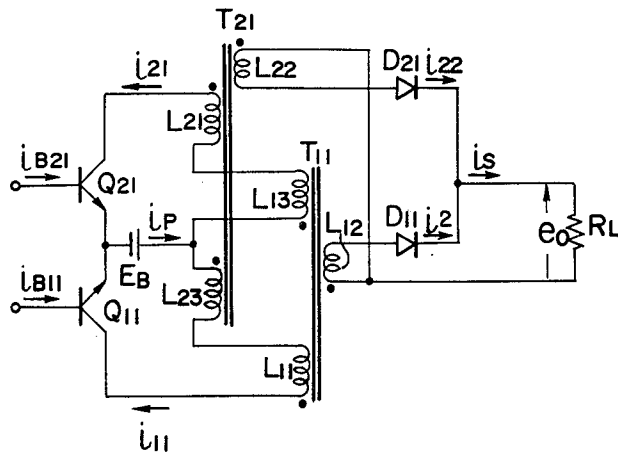 T21
i21
L22
D21
i22
L21
iB21
Q21
T11
iS
L13
iP
L12
D11
i2
eo
RL
EB
iB11
L23
Q11
L11
i11